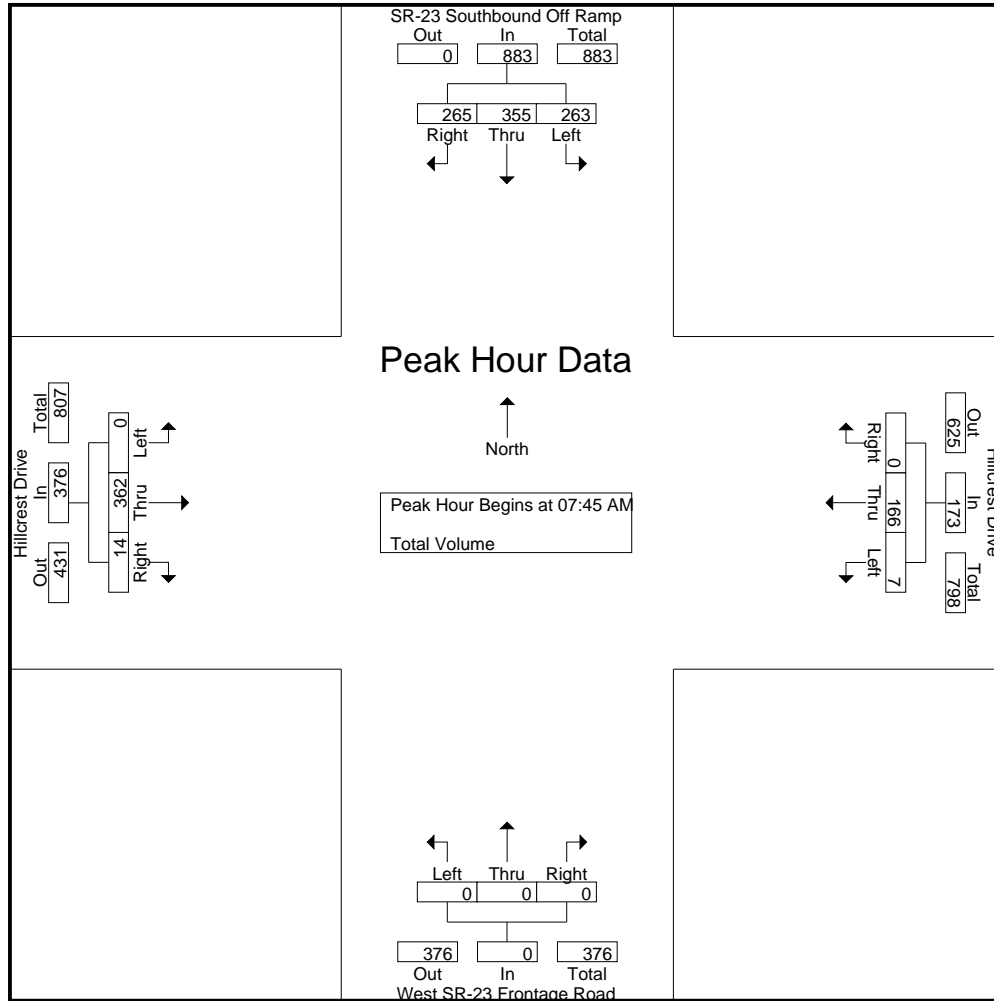 SR-23 Southbound Off Ramp
Out In Total
0 883 883
265 355 263
Right Thru Left
Peak Hour Data
North
Peak Hour Begins at 07:45 AM
Total Volume
Hillcrest Drive
Out In Total
431 376 807
Left Thru Right
0 362 14
Hillcrest Drive
Out In Total
625 173 798
Right Thru Left
0 166 7
Left Thru Right
0 0 0
376 0 376
Out In Total
West SR-23 Frontage Road